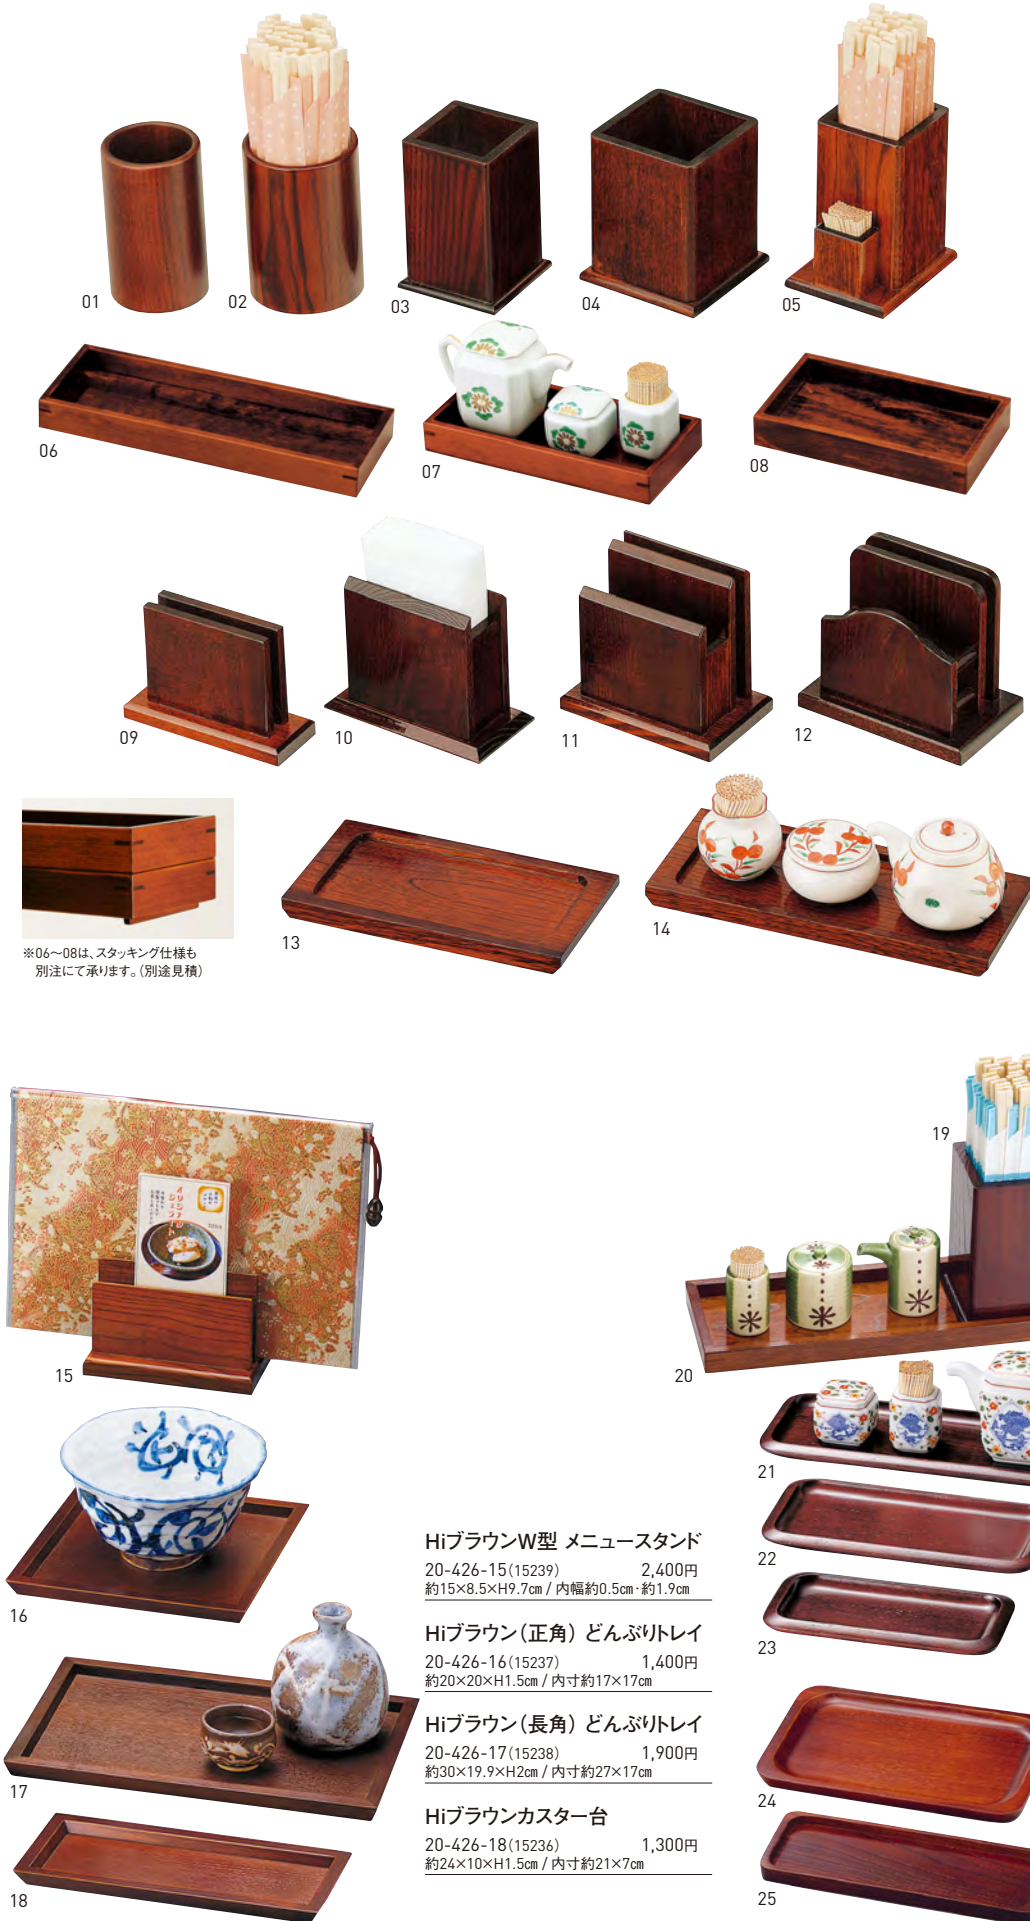 01
02
03
04
05
06
07
08
09
10
11
12
※06〜08は、スタッキング仕様も
別注にて承ります。(別途見積)
13
14
15
19
20
16
17
18
Hiブラウンw型 メニュースタンド
20-426-15(15239) 2,400円
約15×8.5×H9.7㎝ / 内幅約0.5㎝·約1.9㎝
Hiブラウン(正角) どんぶりトレイ
20-426-16(15237) 1,400円
約20×20×H1.5㎝ / 内寸約17×17㎝
Hiブラウン(長角) どんぶりトレイ
20-426-17(15238) 1,900円
約30×19.9×H2㎝ / 内寸約27×17㎝
Hiブラウンカスター台
20-426-18(15236) 1,300円
約24×10×H1.5㎝ / 内寸約21×7㎝
21
22
23
24
25